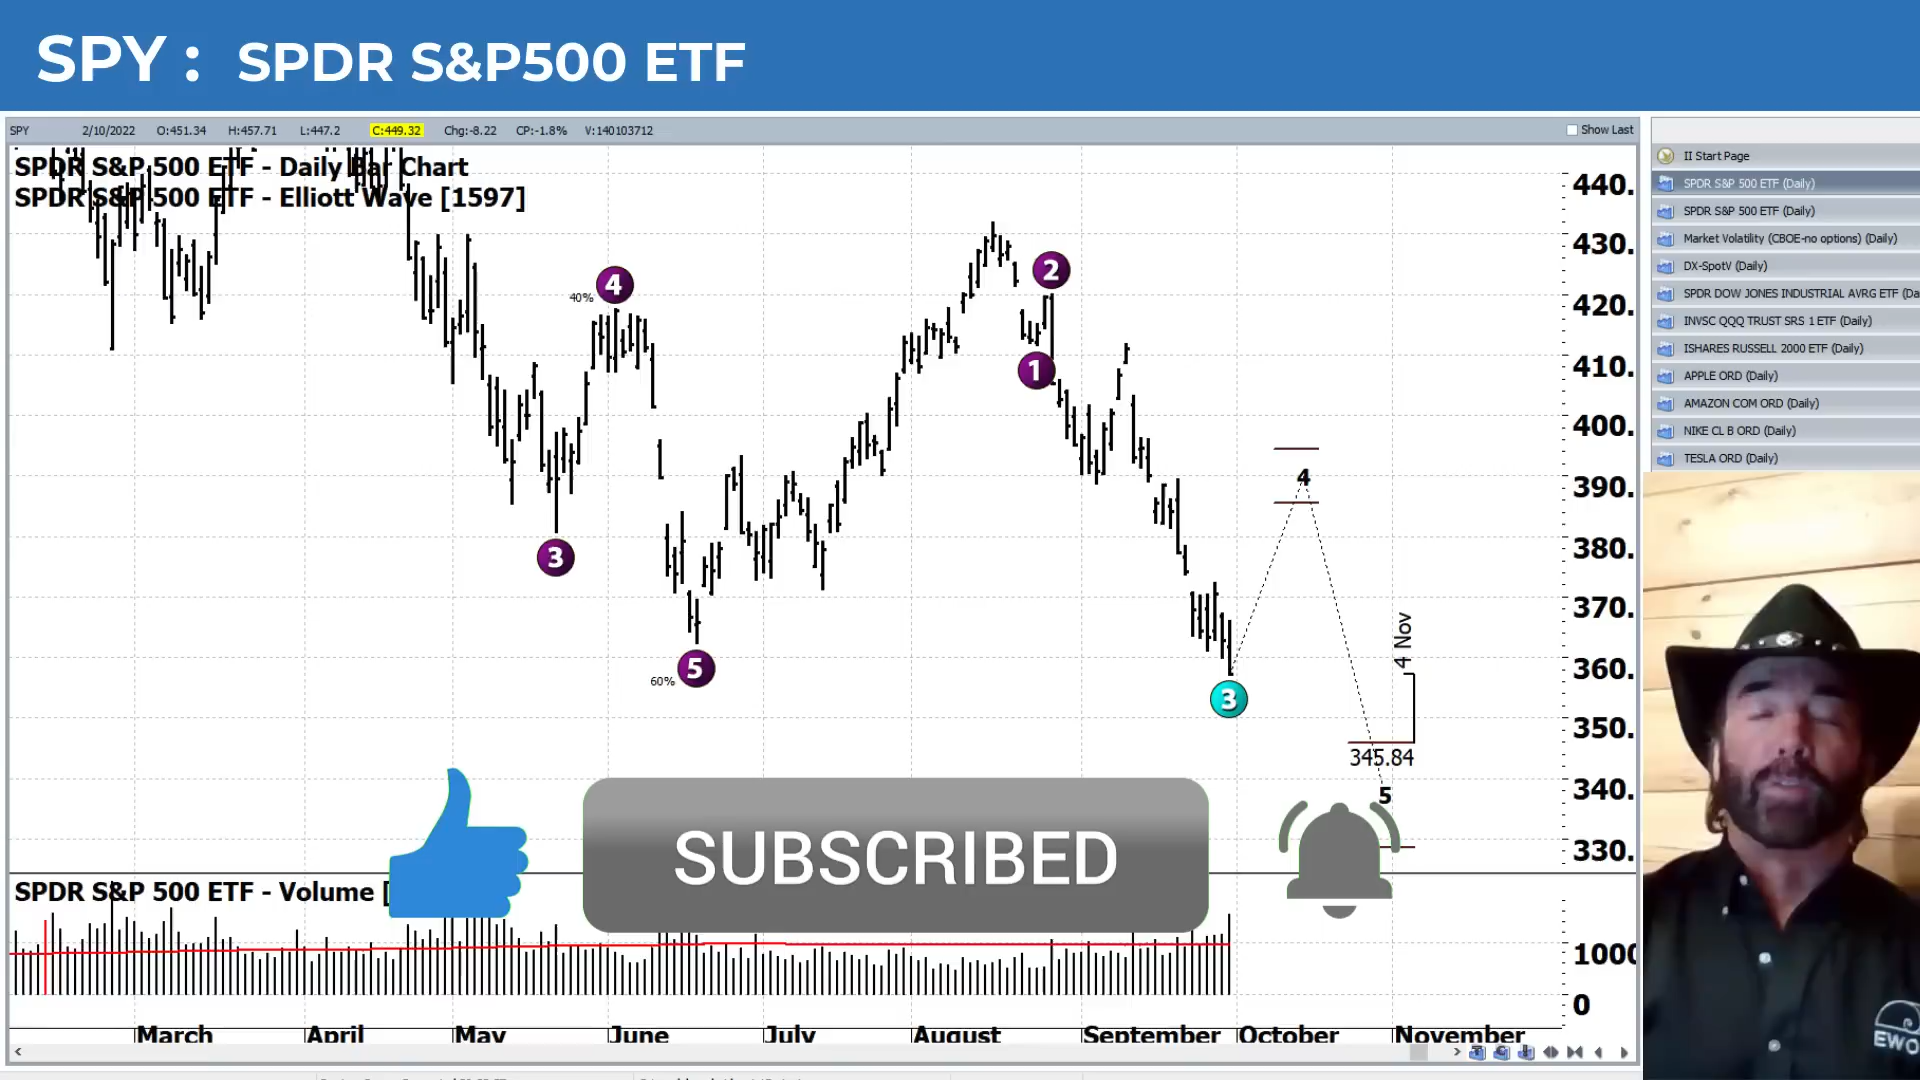 SPY : SPDR S&P500 ETF
SPY 2/10/2022 O:451.34 H:457.71 L:447.2 C:449.32 Chg:-8.22 CP:-1.8% V:140103712 Show Last
SPDR S&P 500 ETF - Daily Bar Chart
SPDR S&P 500 ETF - Elliott Wave [1597]
440.
430.
420.
410.
400.
390.
380.
370.
360.
350.
340.
330.
40%
4
3
5
60%
2
1
3
4
4 Nov
345.84
5
SUBSCRIBED
SPDR S&P 500 ETF - Volume [
1000
0
March April May June July August September October November
II Start Page
SPDR S&P 500 ETF (Daily)
SPDR S&P 500 ETF (Daily)
Market Volatility (CBOE-no options) (Daily)
DX-SpotV (Daily)
SPDR DOW JONES INDUSTRIAL AVRG ETF (Da
INVSC QQQ TRUST SRS 1 ETF (Daily)
ISHARES RUSSELL 2000 ETF (Daily)
APPLE ORD (Daily)
AMAZON COM ORD (Daily)
NIKE CL B ORD (Daily)
TESLA ORD (Daily)
EWO